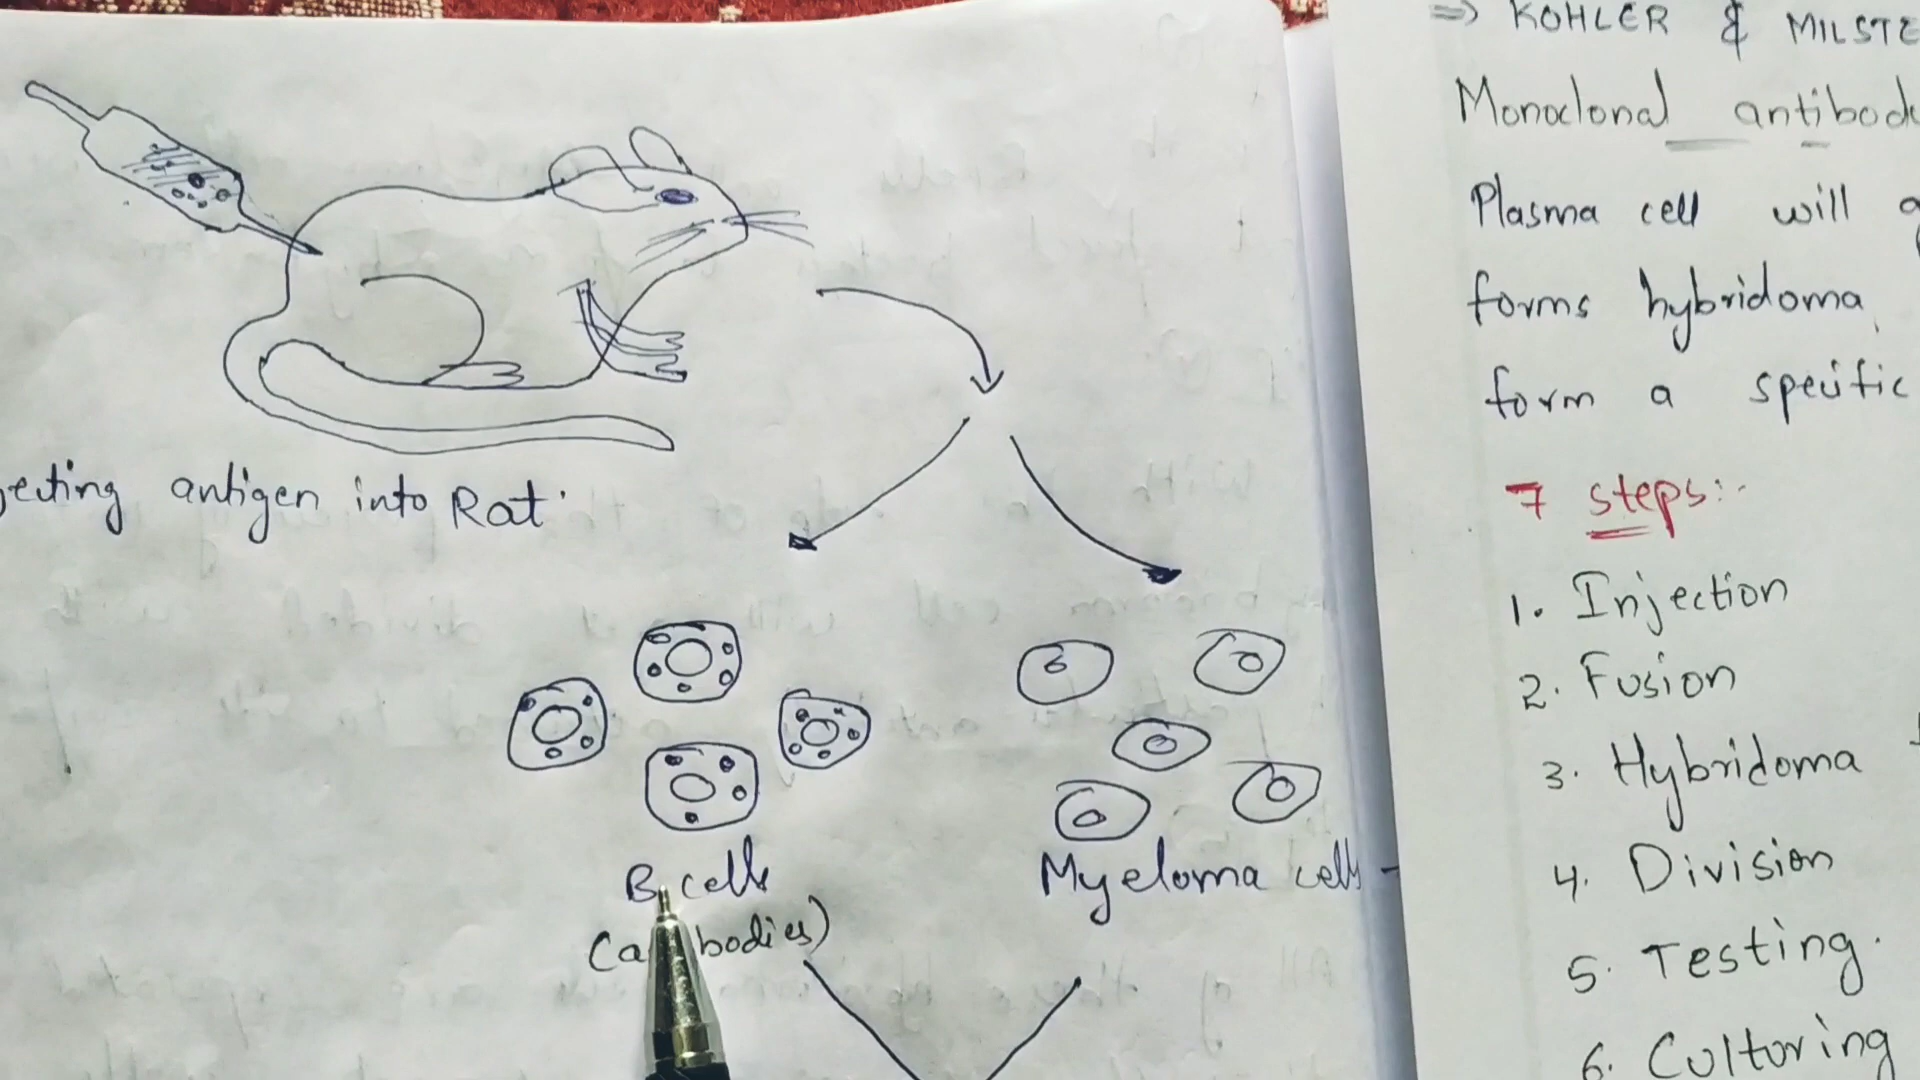 jecting antigen into Rat.
B cells
(a bodies)
Myeloma cells -
=> KOHLER & MILSTE
Monoclonal antibod
Plasma cell will
forms hybridoma,
form a specific
7 steps:-
1. Injection
2. Fusion
3. Hybridoma
4. Division
5. Testing.
6. Culturing